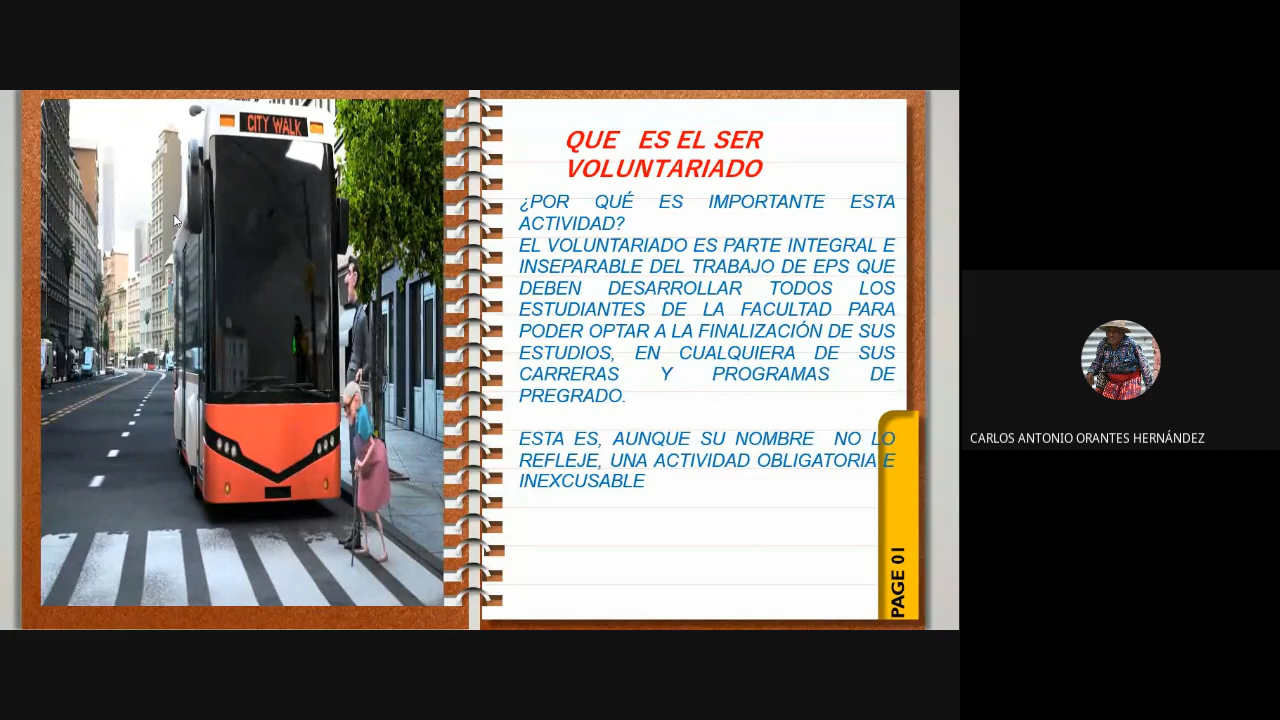 CITY WALK
QUE ES EL SER
VOLUNTARIADO
¿POR QUÉ ES IMPORTANTE ESTA
ACTIVIDAD?
EL VOLUNTARIADO ES PARTE INTEGRAL E
INSEPARABLE DEL TRABAJO DE EPS QUE
DEBEN DESARROLLAR TODOS LOS
ESTUDIANTES DE LA FACULTAD PARA
PODER OPTAR A LA FINALIZACIÓN DE SUS
ESTUDIOS, EN CUALQUIERA DE SUS
CARRERAS Y PROGRAMAS DE
PREGRADO.
ESTA ES, AUNQUE SU NOMBRE NO LO
REFLEJE, UNA ACTIVIDAD OBLIGATORIA E
INEXCUSABLE
PAGE 01
CARLOS ANTONIO ORANTES HERNÁNDEZ